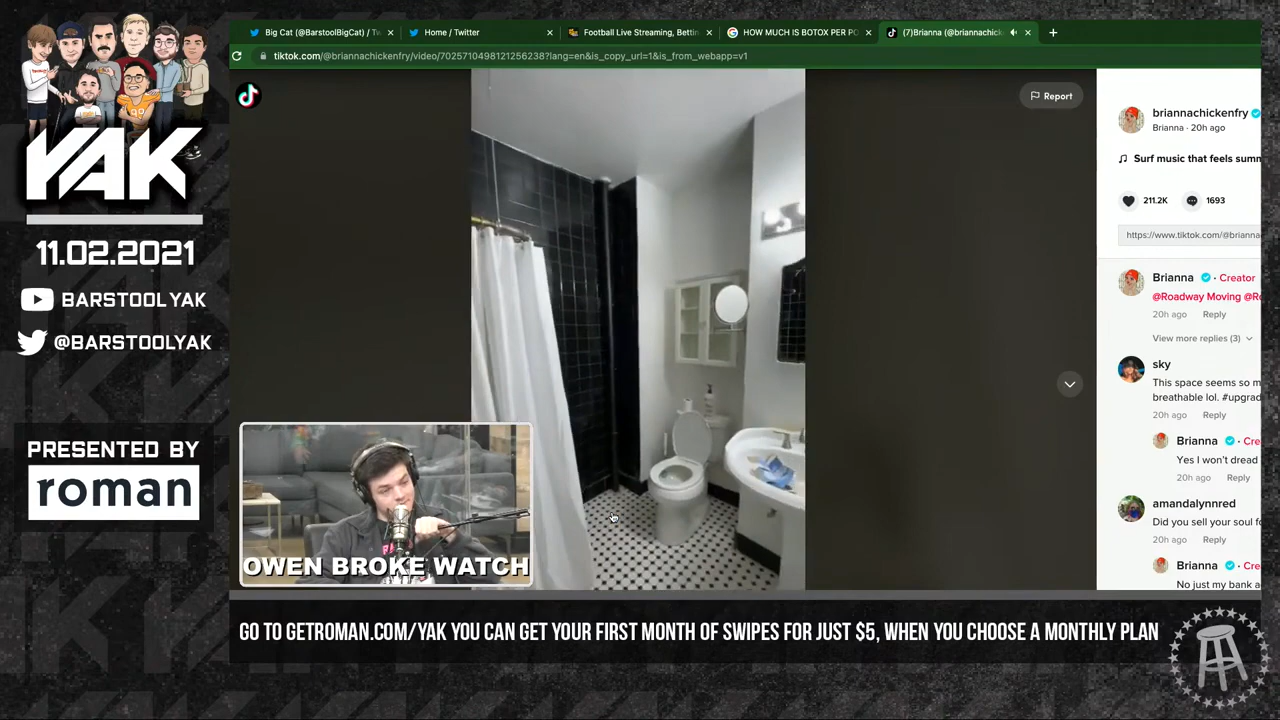 Big Cat (@BarstoolBigCat) / Tw
Home / Twitter
Football Live Streaming, Bettin
HOW MUCH IS BOTOX PER PO
(7)Brianna (@briannachick
tiktok.com/@briannachickenfry/video/7025710498121256238?lang=en&is_copy_url=1&is_from_webapp=v1
Report
YAK
11.02.2021
BARSTOOLYAK
@BARSTOOLYAK
PRESENTED BY
roman
OWEN BROKE WATCH
briannachickenfry
Brianna · 20h ago
Surf music that feels summ
211.2K
1693
https://www.tiktok.com/@brianna
Brianna · Creator
@Roadway Moving @Ro
20h ago Reply
View more replies (3)
sky
This space seems so m
breathable lol. #upgrad
20h ago Reply
Brianna · Cre
Yes I won't dread
20h ago Reply
amandalynnred
Did you sell your soul fo
20h ago Reply
Brianna · Cre
No just my bank a
GO TO GETROMAN.COM/YAK YOU CAN GET YOUR FIRST MONTH OF SWIPES FOR JUST $5, WHEN YOU CHOOSE A MONTHLY PLAN